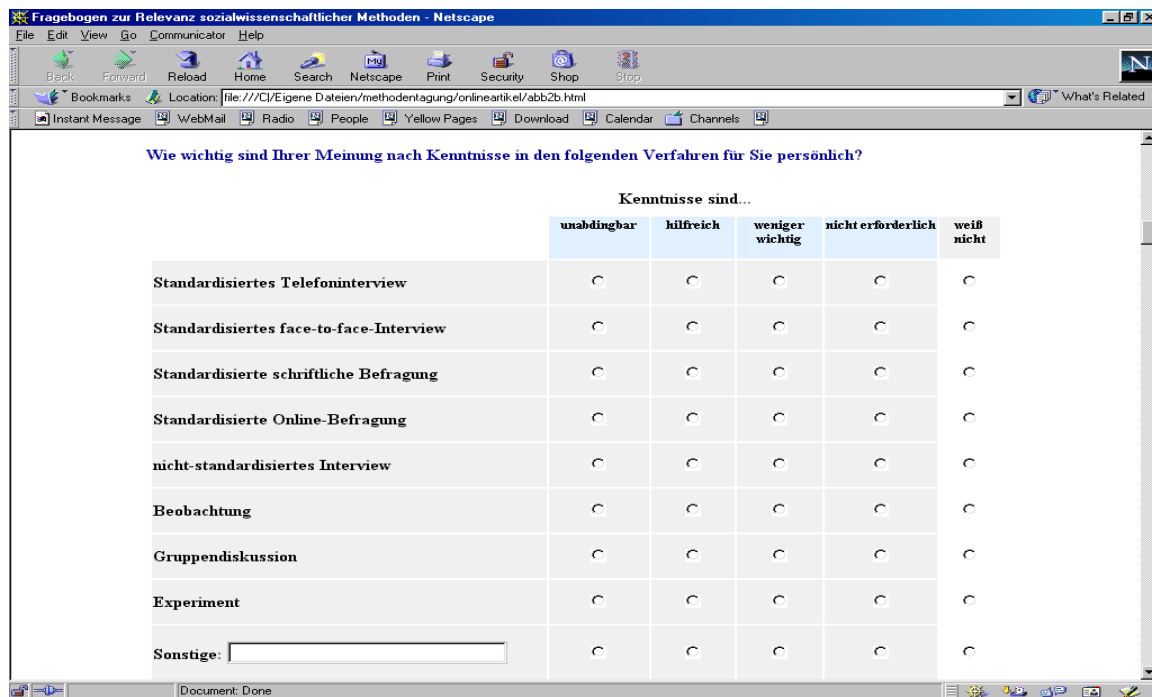 Fragebogen zur Relevanz sozialwissenschaftlicher Methoden - Netscape
File Edit View Go Communicator Help
Back Forward Reload Home Search Netscape Print Security Shop Stop
My
N
Bookmarks Location: file:///C|/Eigene Dateien/methodentagung/onlineartikel/abb2b.html What's Related
Instant Message WebMail Radio People Yellow Pages Download Calendar Channels
Wie wichtig sind Ihrer Meinung nach Kenntnisse in den folgenden Verfahren für Sie persönlich?
Kenntnisse sind...
unabdingbar hilfreich weniger wichtig nicht erforderlich weiß nicht
Standardisiertes Telefoninterview
Standardisiertes face-to-face-Interview
Standardisierte schriftliche Befragung
Standardisierte Online-Befragung
nicht-standardisiertes Interview
Beobachtung
Gruppendiskussion
Experiment
Sonstige:
Document: Done